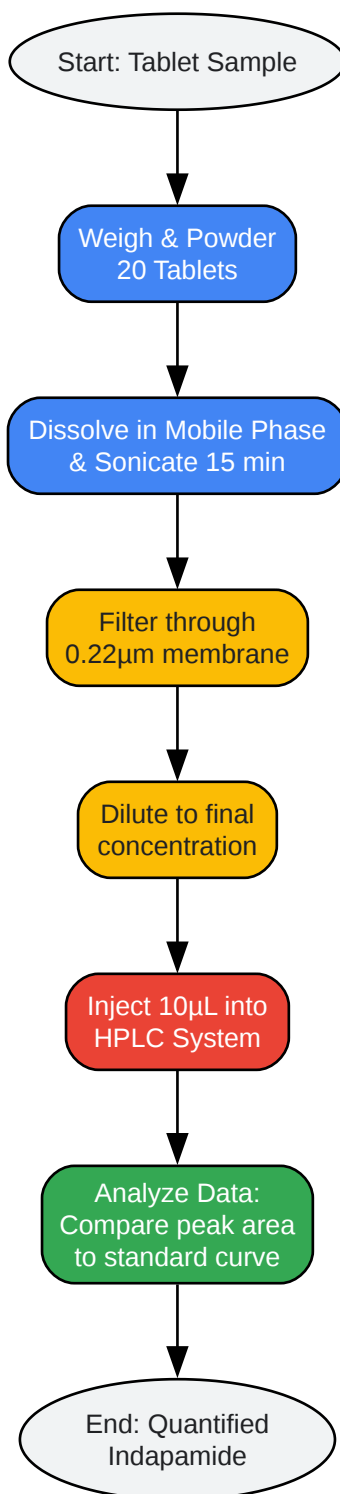 Start: Tablet Sample
Weigh & Powder
20 Tablets
Dissolve in Mobile Phase
& Sonicate 15 min
Filter through
0.22µm membrane
Dilute to final
concentration
Inject 10µL into
HPLC System
Analyze Data:
Compare peak area
to standard curve
End: Quantified
Indapamide